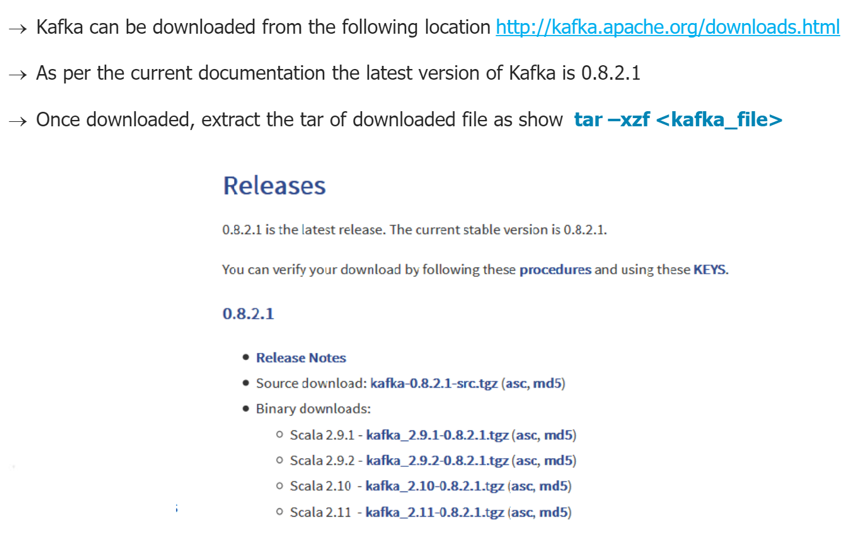 → Kafka can be downloaded from the following location http://kafka.apache.org/downloads.html
→ As per the current documentation the latest version of Kafka is 0.8.2.1
→ Once downloaded, extract the tar of downloaded file as show tar –xzf <kafka_file>
Releases
0.8.2.1 is the latest release. The current stable version is 0.8.2.1.
You can verify your download by following these procedures and using these KEYS.
0.8.2.1
• Release Notes
• Source download: kafka-0.8.2.1-src.tgz (asc, md5)
• Binary downloads:
○ Scala 2.9.1 - kafka_2.9.1-0.8.2.1.tgz (asc, md5)
○ Scala 2.9.2 - kafka_2.9.2-0.8.2.1.tgz (asc, md5)
○ Scala 2.10 - kafka_2.10-0.8.2.1.tgz (asc, md5)
○ Scala 2.11 - kafka_2.11-0.8.2.1.tgz (asc, md5)